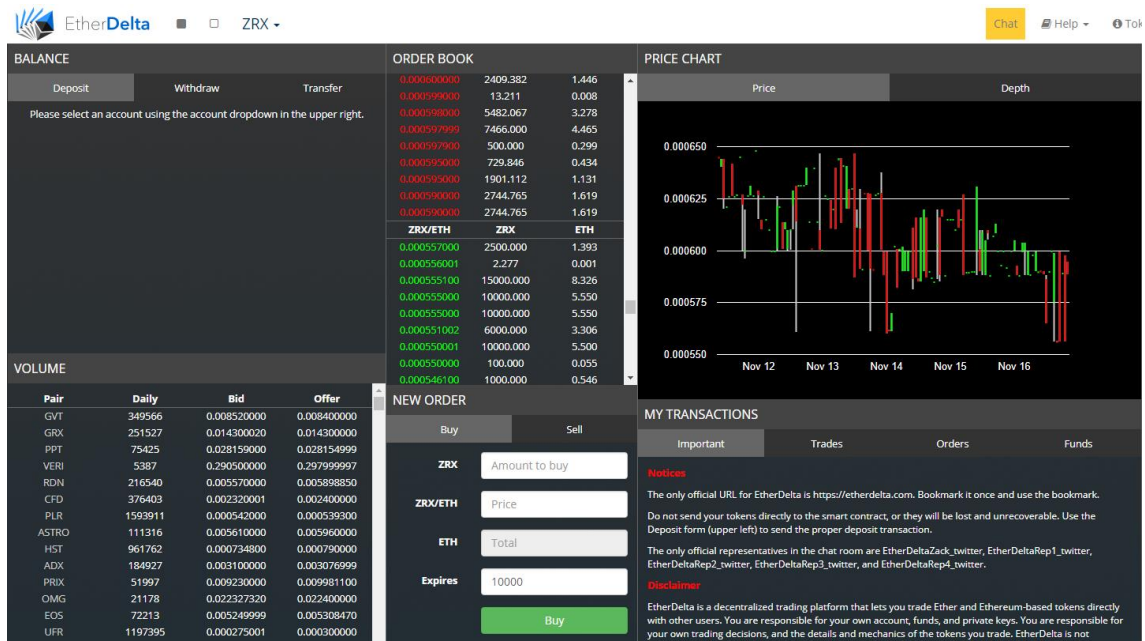 EtherDelta ZRX Chat Help Tok
BALANCE
Deposit Withdraw Transfer
Please select an account using the account dropdown in the upper right.
VOLUME
Pair Daily Bid Offer
GVT 349566 0.008520000 0.008400000
GRX 251527 0.014300020 0.014300000
PPT 75425 0.028159000 0.028154999
VERI 5387 0.290500000 0.297999997
RDN 216540 0.005570000 0.005898850
CFD 376403 0.002320001 0.002400000
PLR 1593911 0.000542000 0.000539300
ASTRO 111316 0.005610000 0.005960000
HST 961762 0.000734800 0.000790000
ADX 184927 0.003100000 0.003076999
PRIX 51997 0.009230000 0.009981100
OMG 21178 0.022327320 0.022400000
EOS 72213 0.005249999 0.005308470
UFR 1197395 0.000275001 0.000300000
ORDER BOOK
0.000600000 2409.382 1.446
0.000599000 13.211 0.008
0.000598000 5482.067 3.278
0.000597999 7466.000 4.465
0.000597900 500.000 0.299
0.000595000 729.846 0.434
0.000595000 1901.112 1.131
0.000590000 2744.765 1.619
0.000590000 2744.765 1.619
ZRX/ETH ZRX ETH
0.000557000 2500.000 1.393
0.000556001 2.277 0.001
0.000555100 15000.000 8.326
0.000555000 10000.000 5.550
0.000555000 10000.000 5.550
0.000551002 6000.000 3.306
0.000550001 10000.000 5.500
0.000550000 100.000 0.055
0.000546100 1000.000 0.546
NEW ORDER
Buy Sell
ZRX Amount to buy
ZRX/ETH Price
ETH Total
Expires 10000
Buy
PRICE CHART
Price Depth
0.000650
0.000625
0.000600
0.000575
0.000550
Nov 12 Nov 13 Nov 14 Nov 15 Nov 16
MY TRANSACTIONS
Important Trades Orders Funds
Notices
The only official URL for EtherDelta is https://etherdelta.com. Bookmark it once and use the bookmark.
Do not send your tokens directly to the smart contract, or they will be lost and unrecoverable. Use the
Deposit form (upper left) to send the proper deposit transaction.
The only official representatives in the chat room are EtherDeltaZack_twitter, EtherDeltaRep1_twitter,
EtherDeltaRep2_twitter, EtherDeltaRep3_twitter, and EtherDeltaRep4_twitter.
Disclaimer
EtherDelta is a decentralized trading platform that lets you trade Ether and Ethereum-based tokens directly
with other users. You are responsible for your own account, funds, and private keys. You are responsible for
your own trading decisions, and the details and mechanics of the tokens you trade. EtherDelta is not